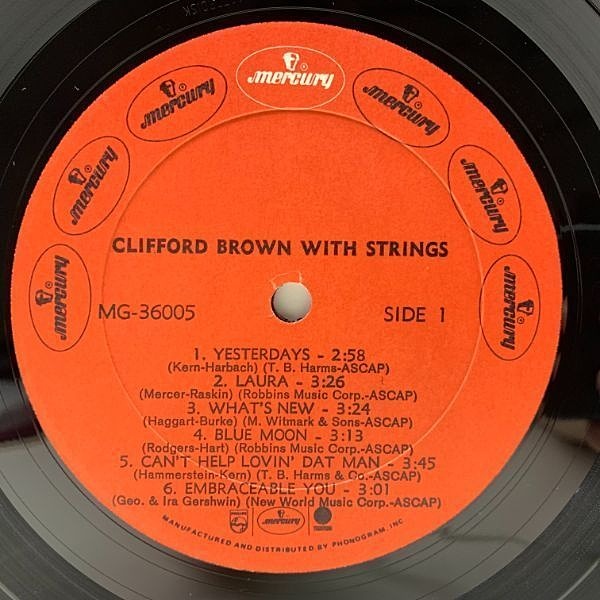 mercury
mercury
mercury
mercury
mercury
mercury
mercury
CLIFFORD BROWN WITH STRINGS
MG-36005
SIDE 1
1. YESTERDAYS - 2:58
(Kern-Harbach) (T. B. Harms-ASCAP)
2. LAURA - 3:26
(Mercer-Raskin) (Robbins Music Corp.-ASCAP)
3. WHAT'S NEW - 3:24
(Haggart-Burke) (M. Witmark & Sons-ASCAP)
4. BLUE MOON - 3:13
(Rodgers-Hart) (Robbins Music Corp.-ASCAP)
5. CAN'T HELP LOVIN' DAT MAN - 3:45
(Hammerstein-Kern) (T. B. Harms & Co.-ASCAP)
6. EMBRACEABLE YOU - 3:01
(Geo. & Ira Gershwin) (New World Music Corp.-ASCAP)
PHILIPS
mercury
MANUFACTURED AND DISTRIBUTED BY PHONOGRAM, INC